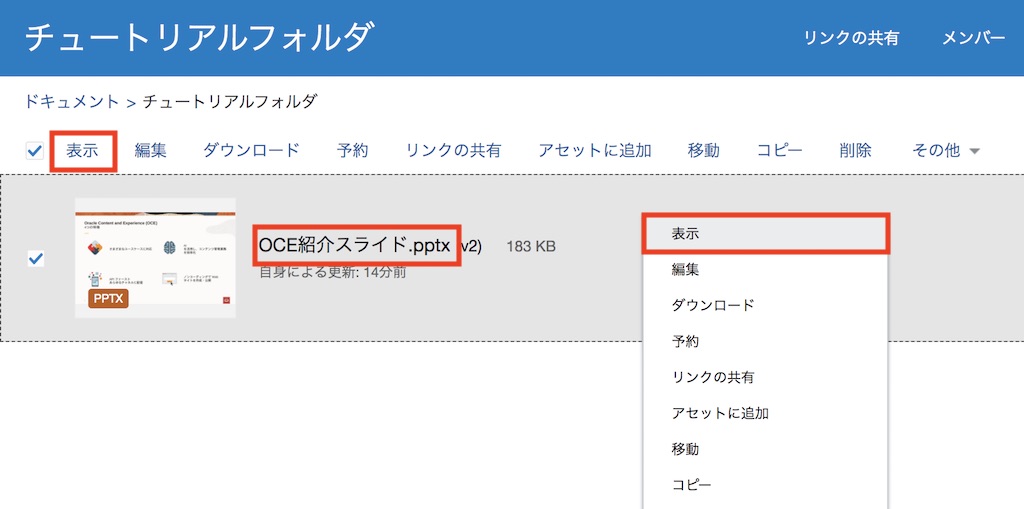 チュートリアルフォルダ
リンクの共有 メンバー
ドキュメント > チュートリアルフォルダ
表示 編集 ダウンロード 予約 リンクの共有 アセットに追加 移動 コピー 削除 その他
Oracle Content and Experience (OCE)
PPTX
OCE紹介スライド.pptx (v2) 183 KB
自身による更新: 14分前
表示
編集
ダウンロード
予約
リンクの共有
アセットに追加
移動
コピー